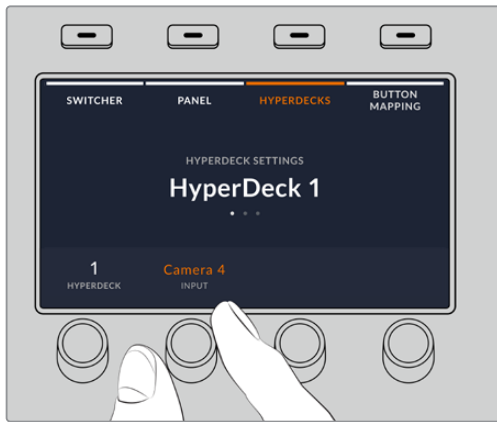 SWITCHER
PANEL
HYPERDECKS
BUTTON
MAPPING
HYPERDECK SETTINGS
HyperDeck 1
1
HYPERDECK
Camera 4
INPUT